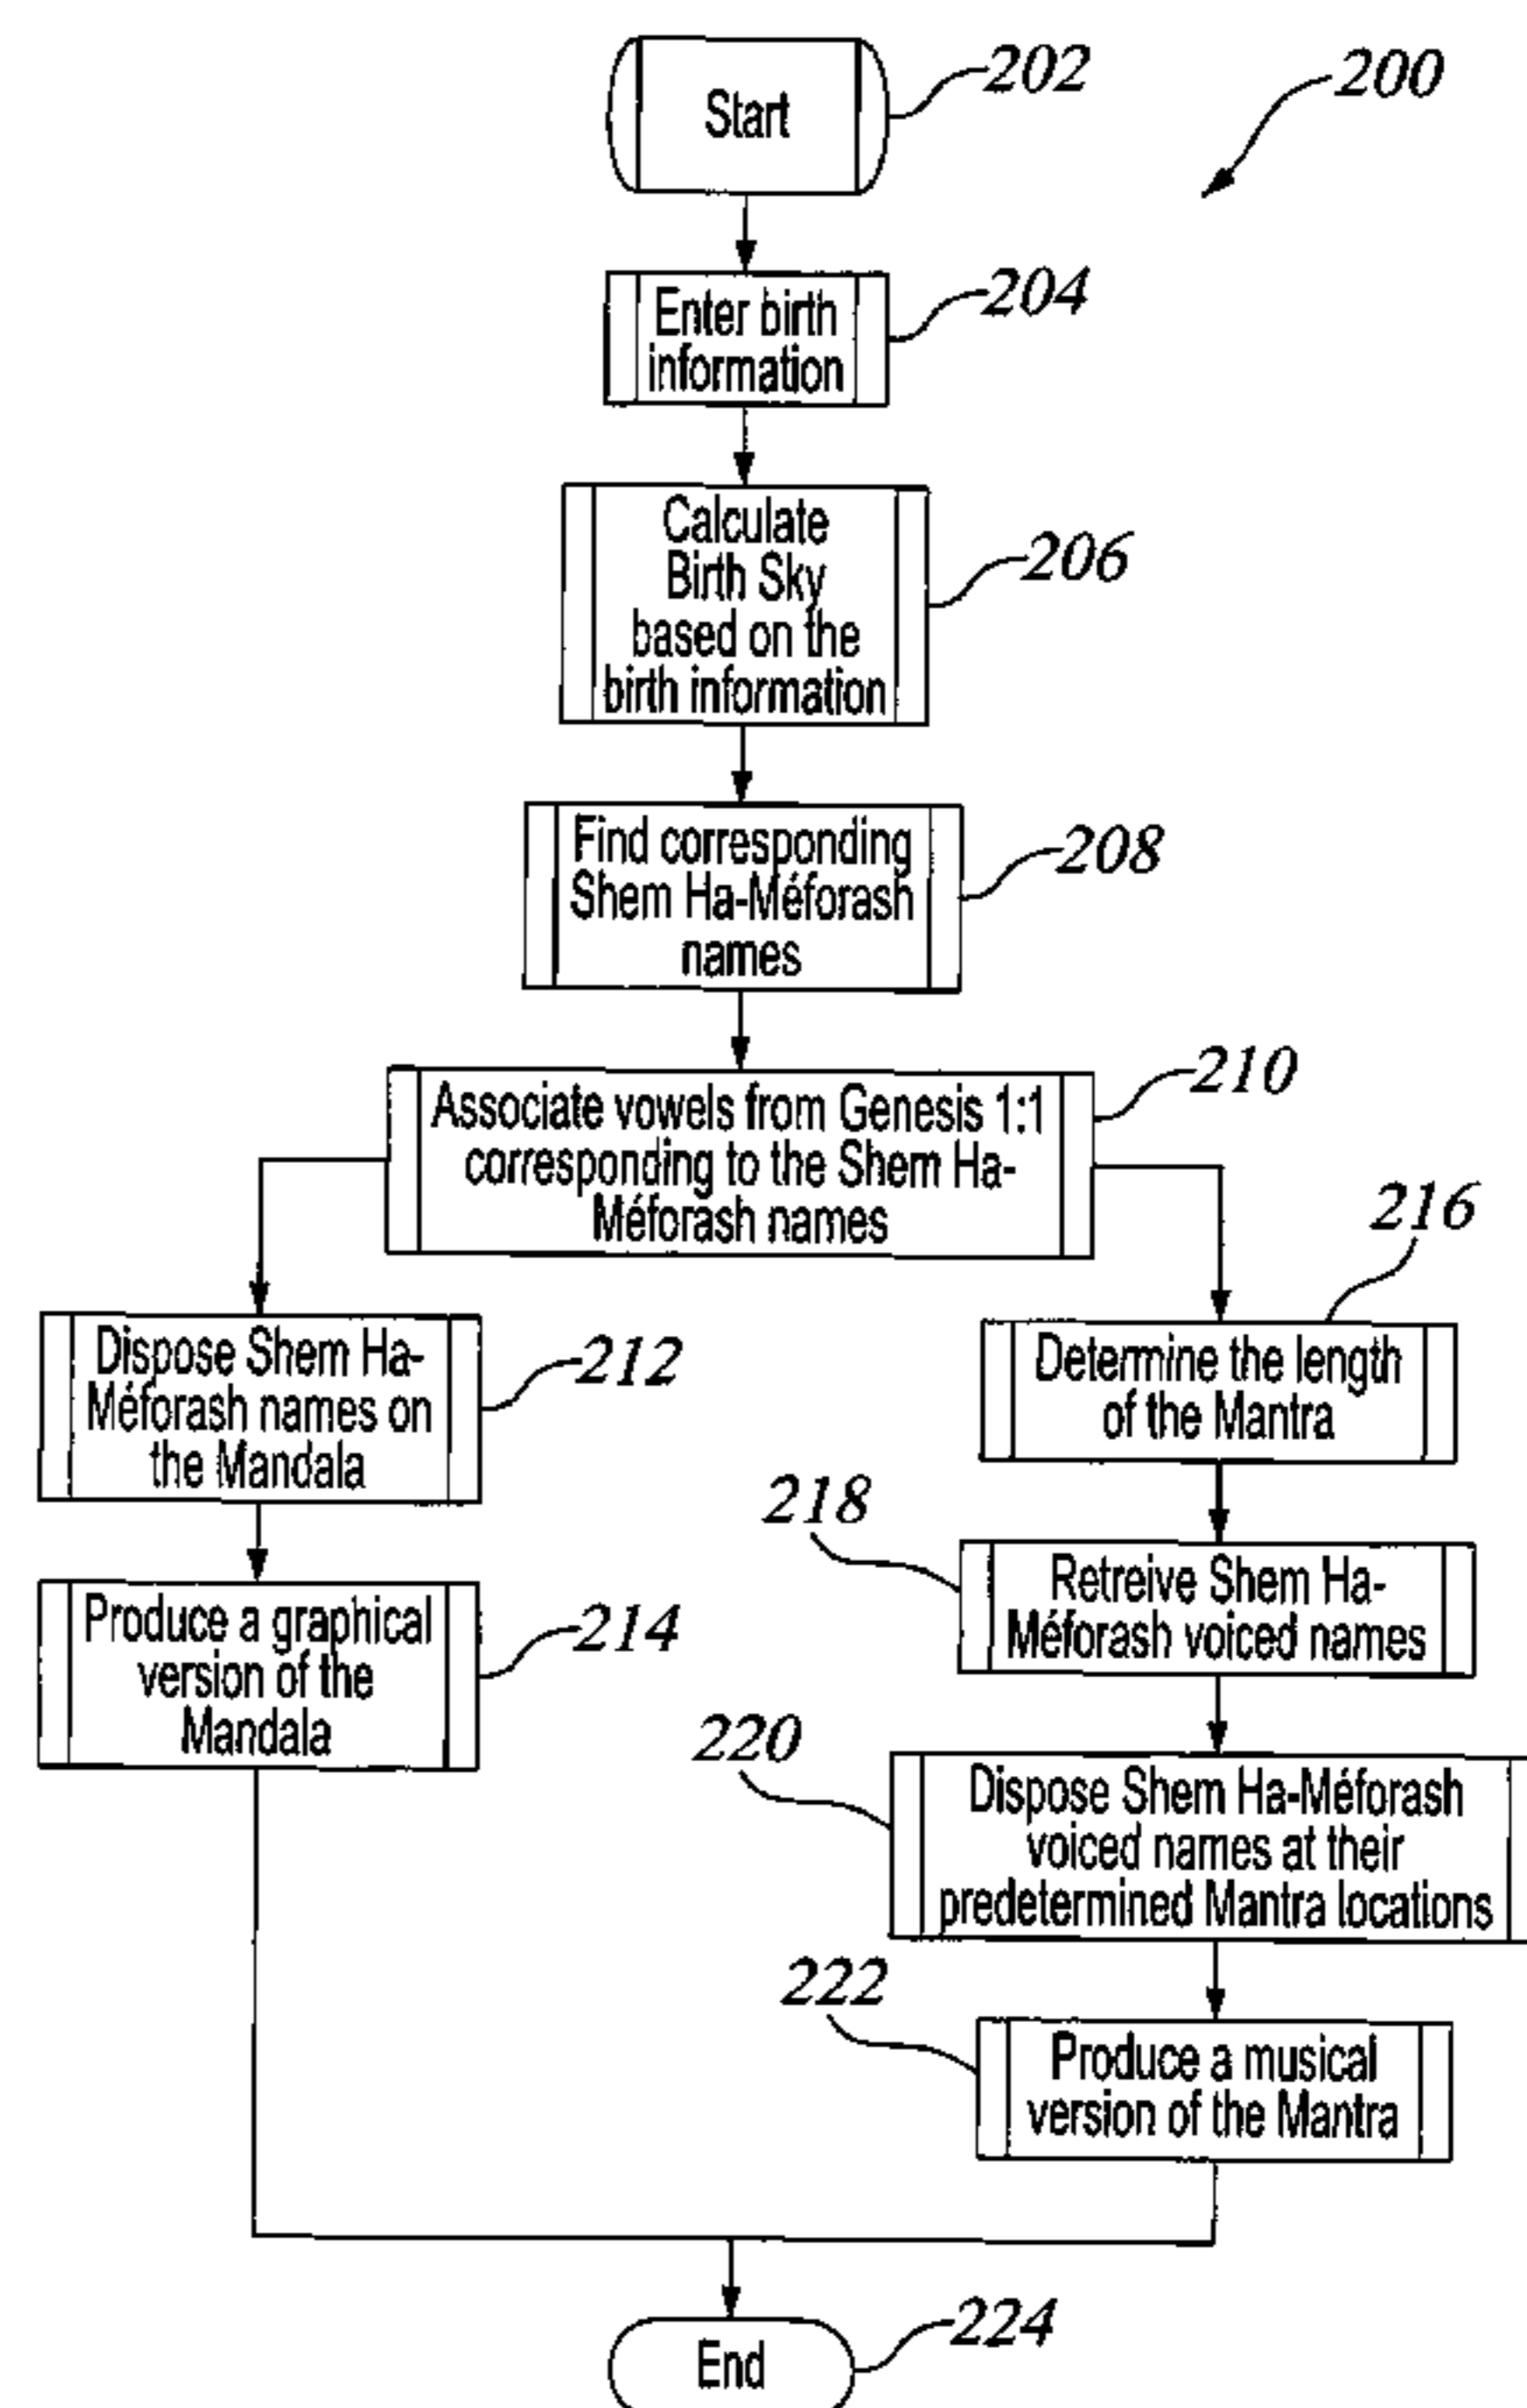 Start
202
200
Enter birth
information
204
Calculate
Birth Sky
based on the
birth information
206
Find corresponding
Shem Ha-Méforash
names
208
Associate vowels from Genesis 1:1
corresponding to the Shem Ha-
Méforash names
210
Dispose Shem Ha-
Méforash names on
the Mandala
212
Produce a graphical
version of the
Mandala
214
216
Determine the length
of the Mantra
218
Retreive Shem Ha-
Méforash voiced names
220
Dispose Shem Ha-Méforash
voiced names at their
predetermined Mantra locations
222
Produce a musical
version of the Mantra
End
224